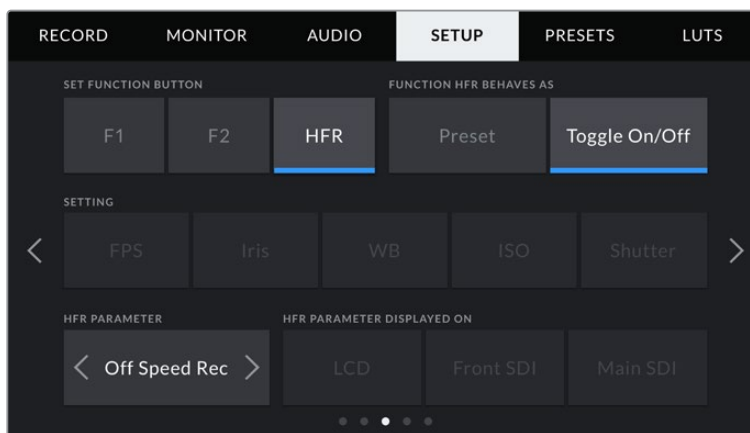 RECORD MONITOR AUDIO SETUP PRESETS LUTS
SET FUNCTION BUTTON FUNCTION HFR BEHAVES AS
F1 F2 HFR Preset Toggle On/Off
SETTING
FPS Iris WB ISO Shutter
HFR PARAMETER HFR PARAMETER DISPLAYED ON
Off Speed Rec LCD Front SDI Main SDI